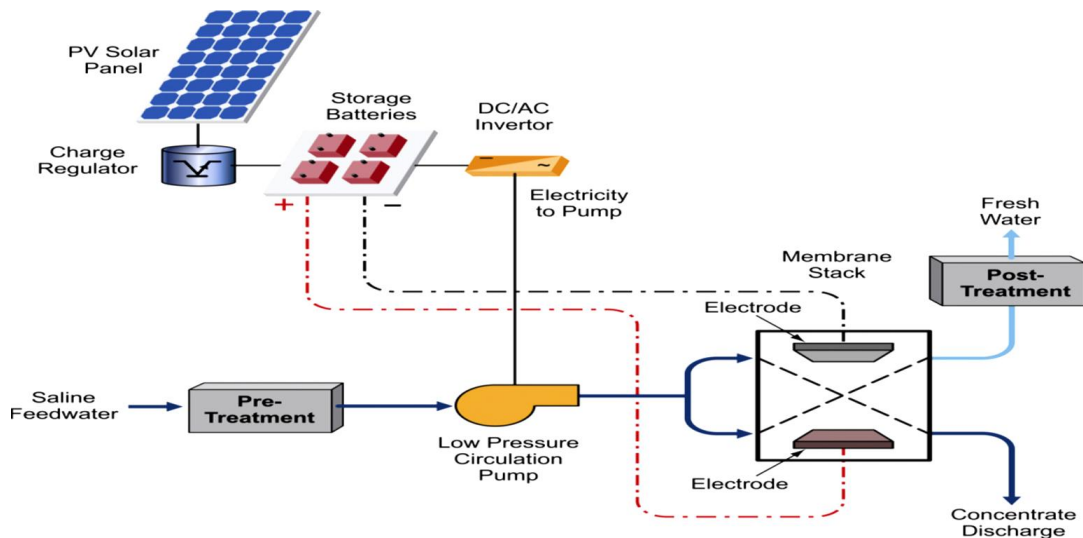 PV Solar
Panel
Storage
Batteries
DC/AC
Invertor
Charge
Regulator
+
−
− ~
Electricity
to Pump
Fresh
Water
Membrane
Stack
Post-
Treatment
Electrode
Saline
Feedwater
Pre-
Treatment
Low Pressure
Circulation
Pump
Electrode
Concentrate
Discharge